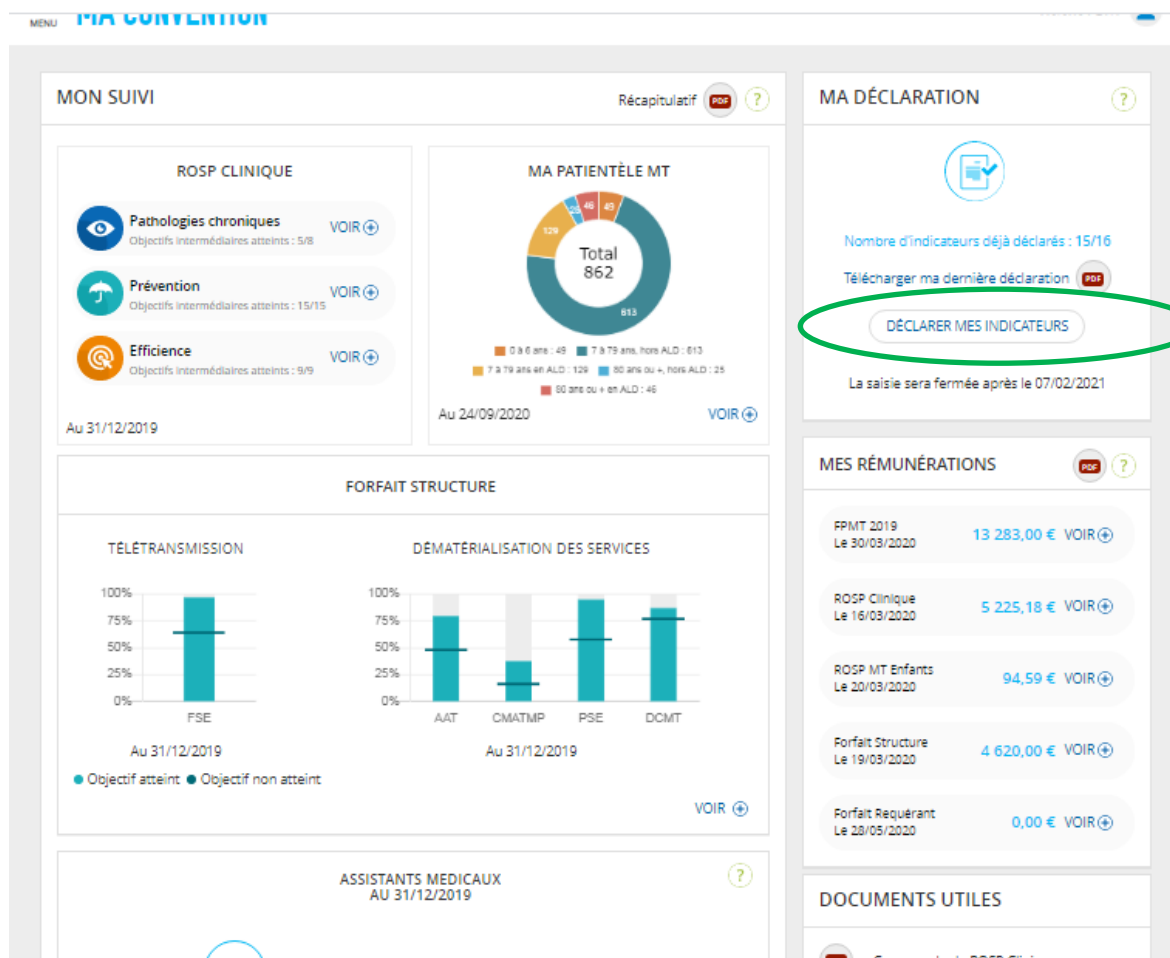 MENU
MA CONVENTION
MON SUIVI
Récapitulatif PDF ?
ROSP CLINIQUE
Pathologies chroniques
Objectifs intermédiaires atteints : 5/8
VOIR
Prévention
Objectifs intermédiaires atteints : 15/15
VOIR
Efficience
Objectifs intermédiaires atteints : 9/9
VOIR
Au 31/12/2019
MA PATIENTÈLE MT
46 49
25
129
Total
862
613
0 à 6 ans : 49 7 à 79 ans, hors ALD : 613
7 à 79 ans en ALD : 129 80 ans ou +, hors ALD : 25
80 ans ou + en ALD : 46
Au 24/09/2020
VOIR
FORFAIT STRUCTURE
TÉLÉTRANSMISSION
100%
75%
50%
25%
0%
FSE
Au 31/12/2019
DÉMATÉRIALISATION DES SERVICES
100%
75%
50%
25%
0%
AAT CMATMP PSE DCMT
Au 31/12/2019
Objectif atteint Objectif non atteint
VOIR
ASSISTANTS MEDICAUX
AU 31/12/2019
?
MA DÉCLARATION ?
Nombre d'indicateurs déjà déclarés : 15/16
Télécharger ma dernière déclaration PDF
DÉCLARER MES INDICATEURS
La saisie sera fermée après le 07/02/2021
MES RÉMUNÉRATIONS PDF ?
FPMT 2019
Le 30/03/2020
13 283,00 € VOIR
ROSP Clinique
Le 16/03/2020
5 225,18 € VOIR
ROSP MT Enfants
Le 20/03/2020
94,59 € VOIR
Forfait Structure
Le 19/03/2020
4 620,00 € VOIR
Forfait Requérant
Le 28/05/2020
0,00 € VOIR
DOCUMENTS UTILES